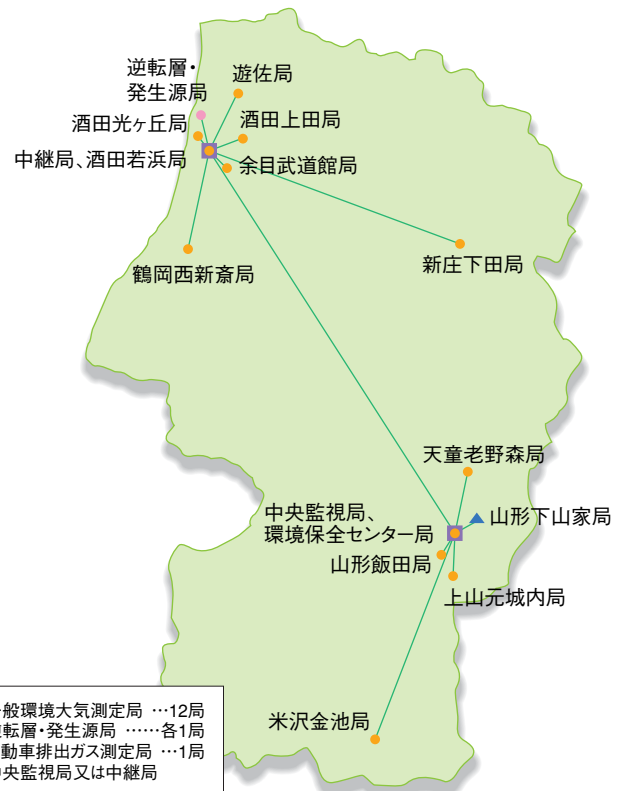 逆転層・
発生源局
遊佐局
酒田光ヶ丘局
酒田上田局
中継局、酒田若浜局
余目武道館局
鶴岡西新斎局
新庄下田局
天童老野森局
中央監視局、
環境保全センター局
山形下山家局
山形飯田局
上山元城内局
米沢金池局
般環境大気測定局 …12局
転層・発生源局 ……各1局
動車排出ガス測定局 …1局
央監視局又は中継局